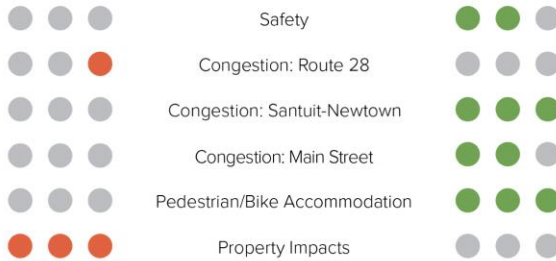 Safety
Congestion: Route 28
Congestion: Santuit-Newtown
Congestion: Main Street
Pedestrian/Bike Accommodation
Property Impacts